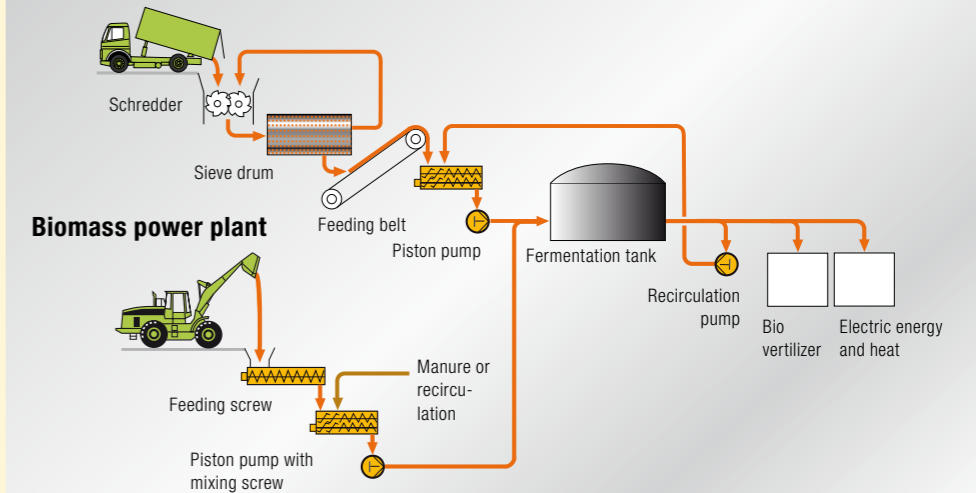 Schredder
Sieve drum
Feeding belt
Biomass power plant
Piston pump
Fermentation tank
Recirculation
pump
Bio
vertilizer
Electric energy
and heat
Manure or
recircu-
lation
Feeding screw
Piston pump with
mixing screw